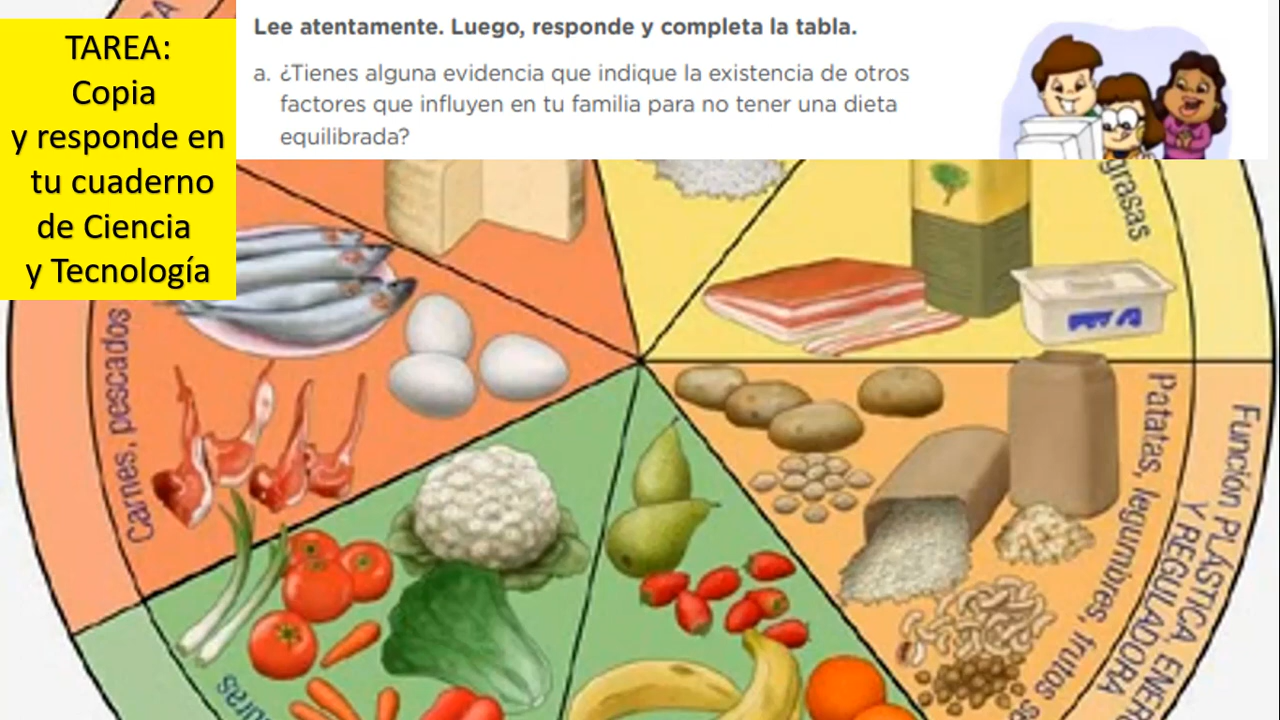 TAREA:
Copia
y responde en
tu cuaderno
de Ciencia
y Tecnología
Lee atentamente. Luego, responde y completa la tabla.
a. ¿Tienes alguna evidencia que indique la existencia de otros
factores que influyen en tu familia para no tener una dieta
equilibrada?
grasas
Carnes, pescados
Patatas, legumbres, frutos
Función PLÁSTICA, ENER
Y REGULADORA
uras